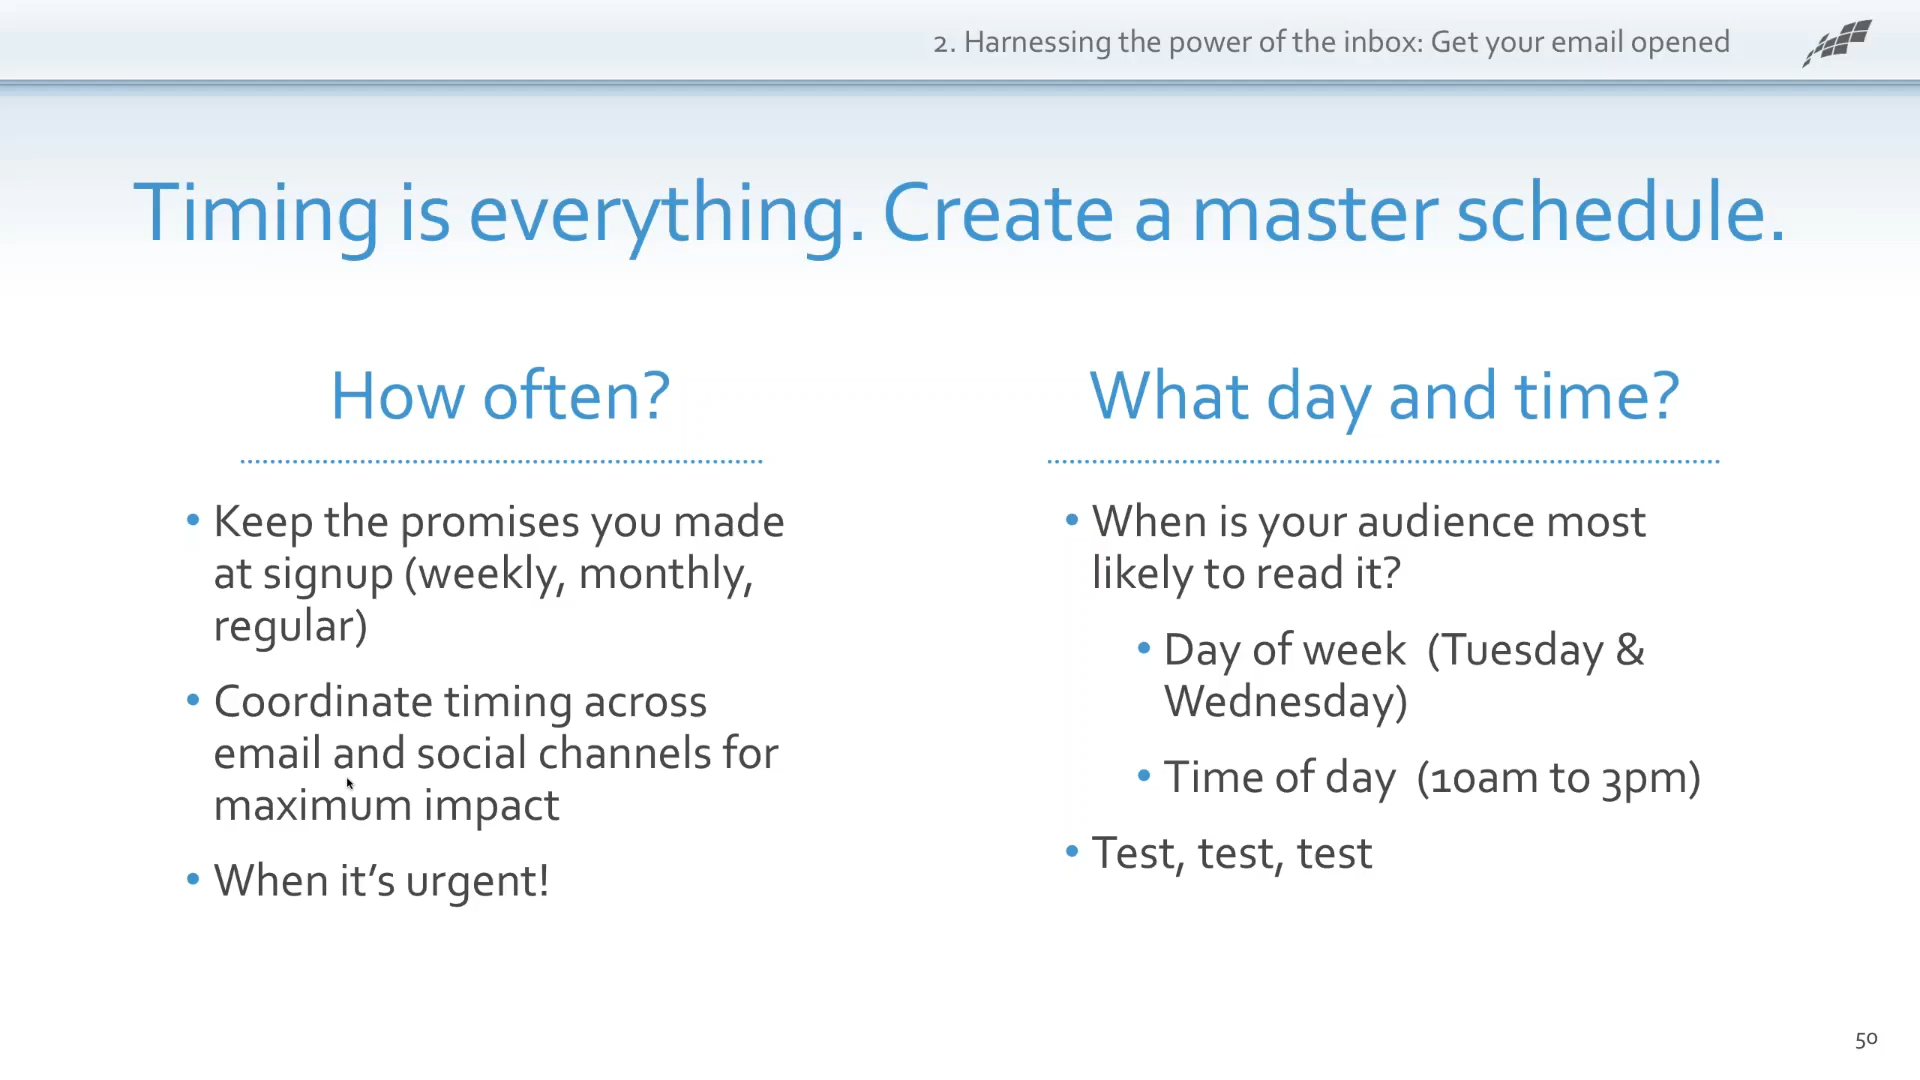 2. Harnessing the power of the inbox: Get your email opened
Timing is everything. Create a master schedule.
How often?
• Keep the promises you made
at signup (weekly, monthly,
regular)
• Coordinate timing across
email and social channels for
maximum impact
• When it’s urgent!
What day and time?
• When is your audience most
likely to read it?
• Day of week  (Tuesday &
Wednesday)
• Time of day  (10am to 3pm)
• Test, test, test
50